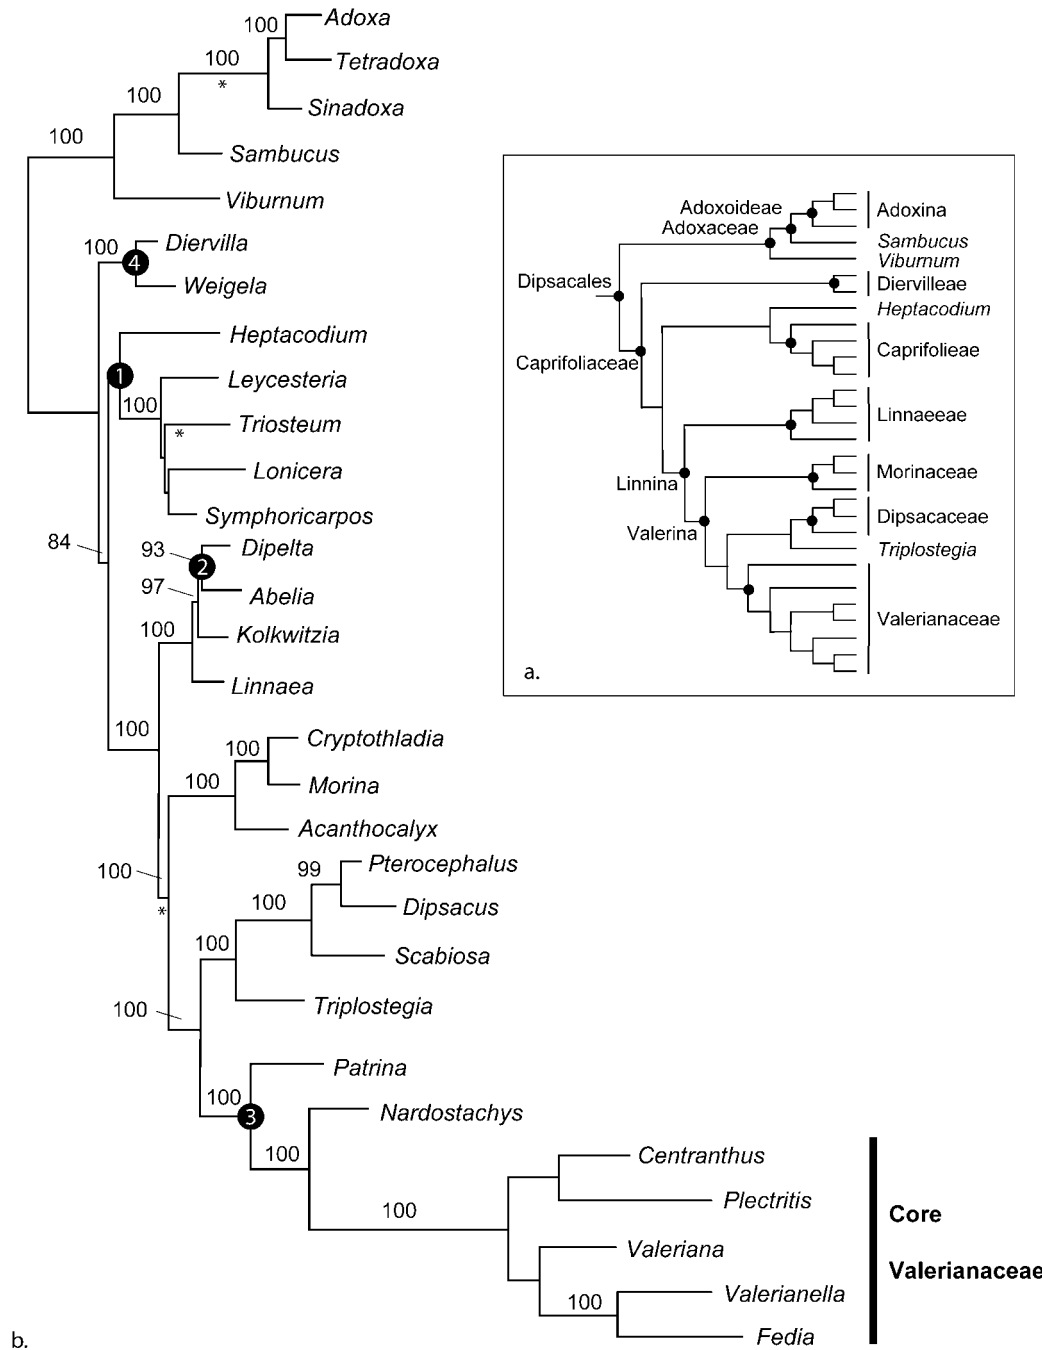 100
Adoxa
100
Tetradoxa
*
100
Sinadoxa
100
Sambucus
Viburnum
100
Diervilla
4
Weigela
Heptacodium
1
Leycesteria
100
Triosteum
*
Lonicera
Symphoricarpos
84
93
Dipelta
2
97
Abelia
100
Kolkwitzia
Linnaea
100
Cryptothladia
100
100
Morina
Acanthocalyx
100
*
99
Pterocephalus
100
Dipsacus
100
Scabiosa
100
Triplostegia
Patrina
100
3
Nardostachys
100
Centranthus
100
Plectritis
Valeriana
100
Valerianella
Fedia
Core
Valerianaceae
b.
Adoxoideae
Adoxina
Adoxaceae
Sambucus
Viburnum
Dipsacales
Diervilleae
Heptacodium
Caprifoliaceae
Caprifolieae
Linnaeeae
Linnina
Morinaceae
Valerina
Dipsacaceae
Triplostegia
Valerianaceae
a.